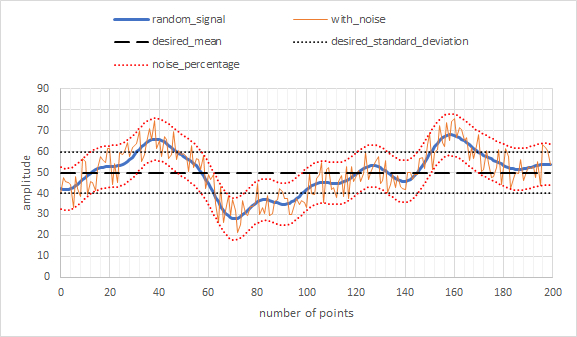 random_signal with_noise
desired_mean desired_standard_deviation
noise_percentage
90
80
70
60
50
40
30
20
10
0
amplitude
0 20 40 60 80 100 120 140 160 180 200
number of points